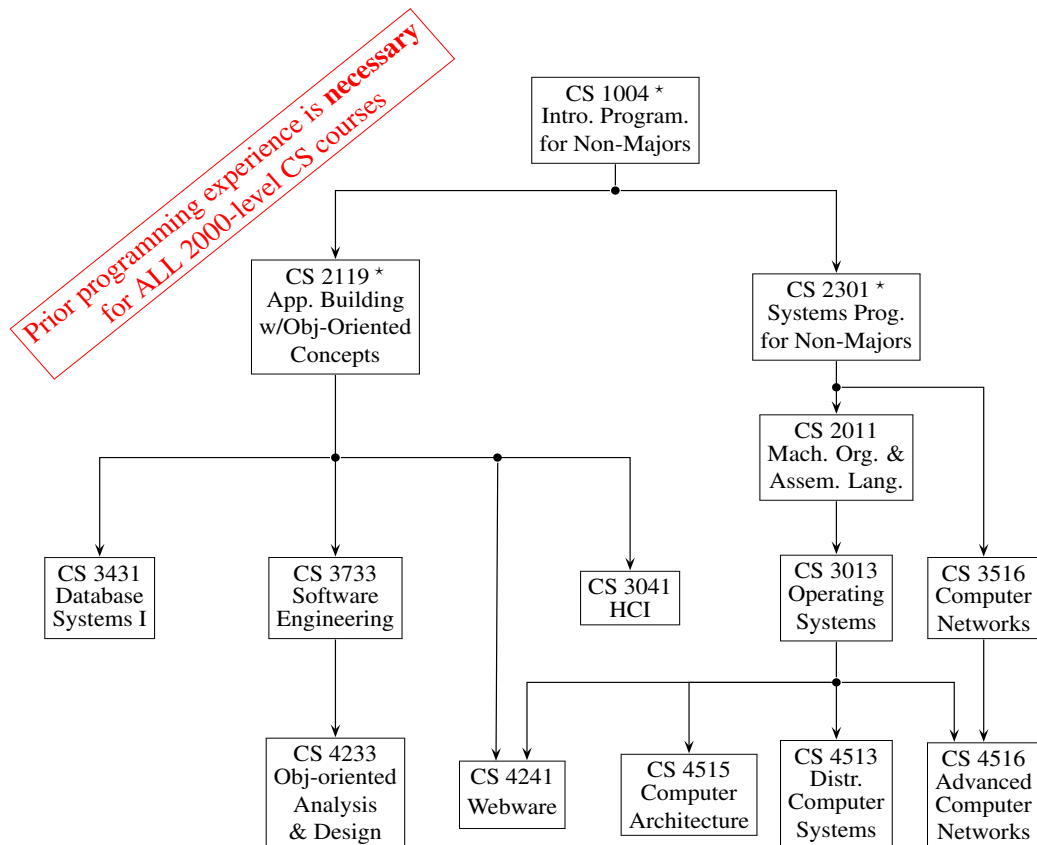 Prior programming experience is necessary
for ALL 2000-level CS courses
CS 1004 *
Intro. Program.
for Non-Majors
CS 2119 *
App. Building
w/Obj-Oriented
Concepts
CS 2301 *
Systems Prog.
for Non-Majors
CS 2011
Mach. Org. &
Assem. Lang.
CS 3431
Database
Systems I
CS 3733
Software
Engineering
CS 3041
HCI
CS 3013
Operating
Systems
CS 3516
Computer
Networks
CS 4233
Obj-oriented
Analysis
& Design
CS 4241
Webware
CS 4515
Computer
Architecture
CS 4513
Distr.
Computer
Systems
CS 4516
Advanced
Computer
Networks